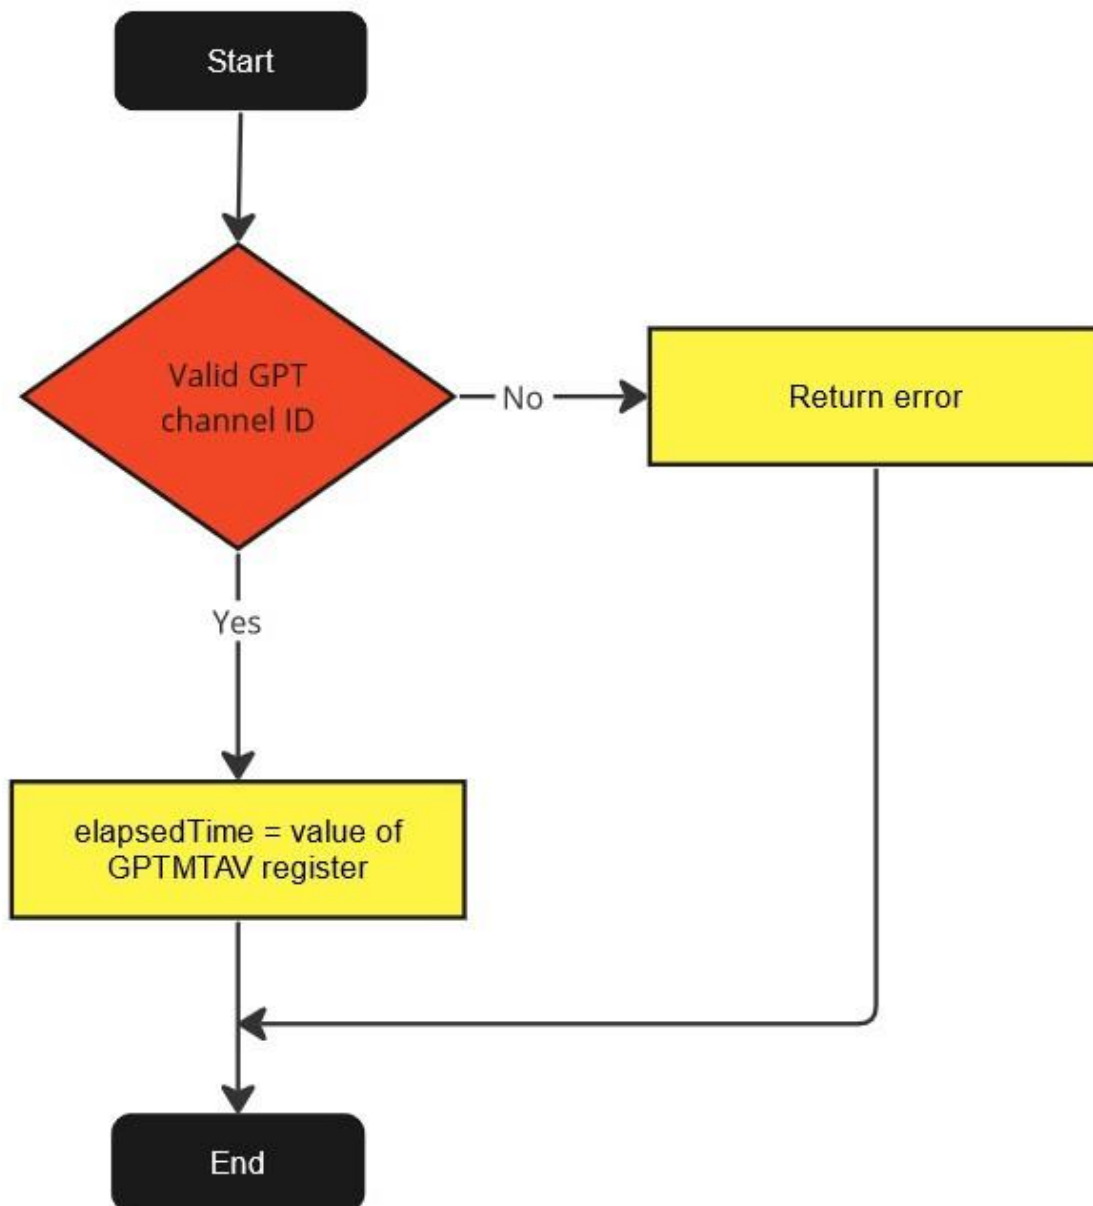 Start
Valid GPT
channel ID
No
Return error
Yes
elapsedTime = value of
GPTMTAV register
End